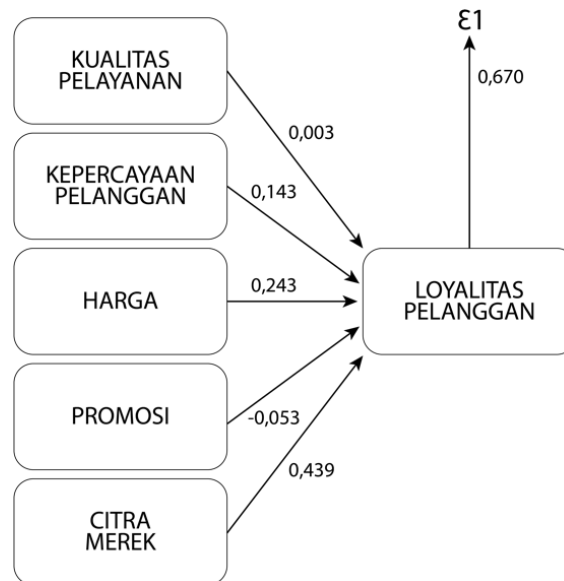 ε1
0,670
KUALITAS
PELAYANAN
0,003
KEPERCAYAAN
PELANGGAN
0,143
HARGA
0,243
LOYALITAS
PELANGGAN
PROMOSI
-0,053
0,439
CITRA
MEREK